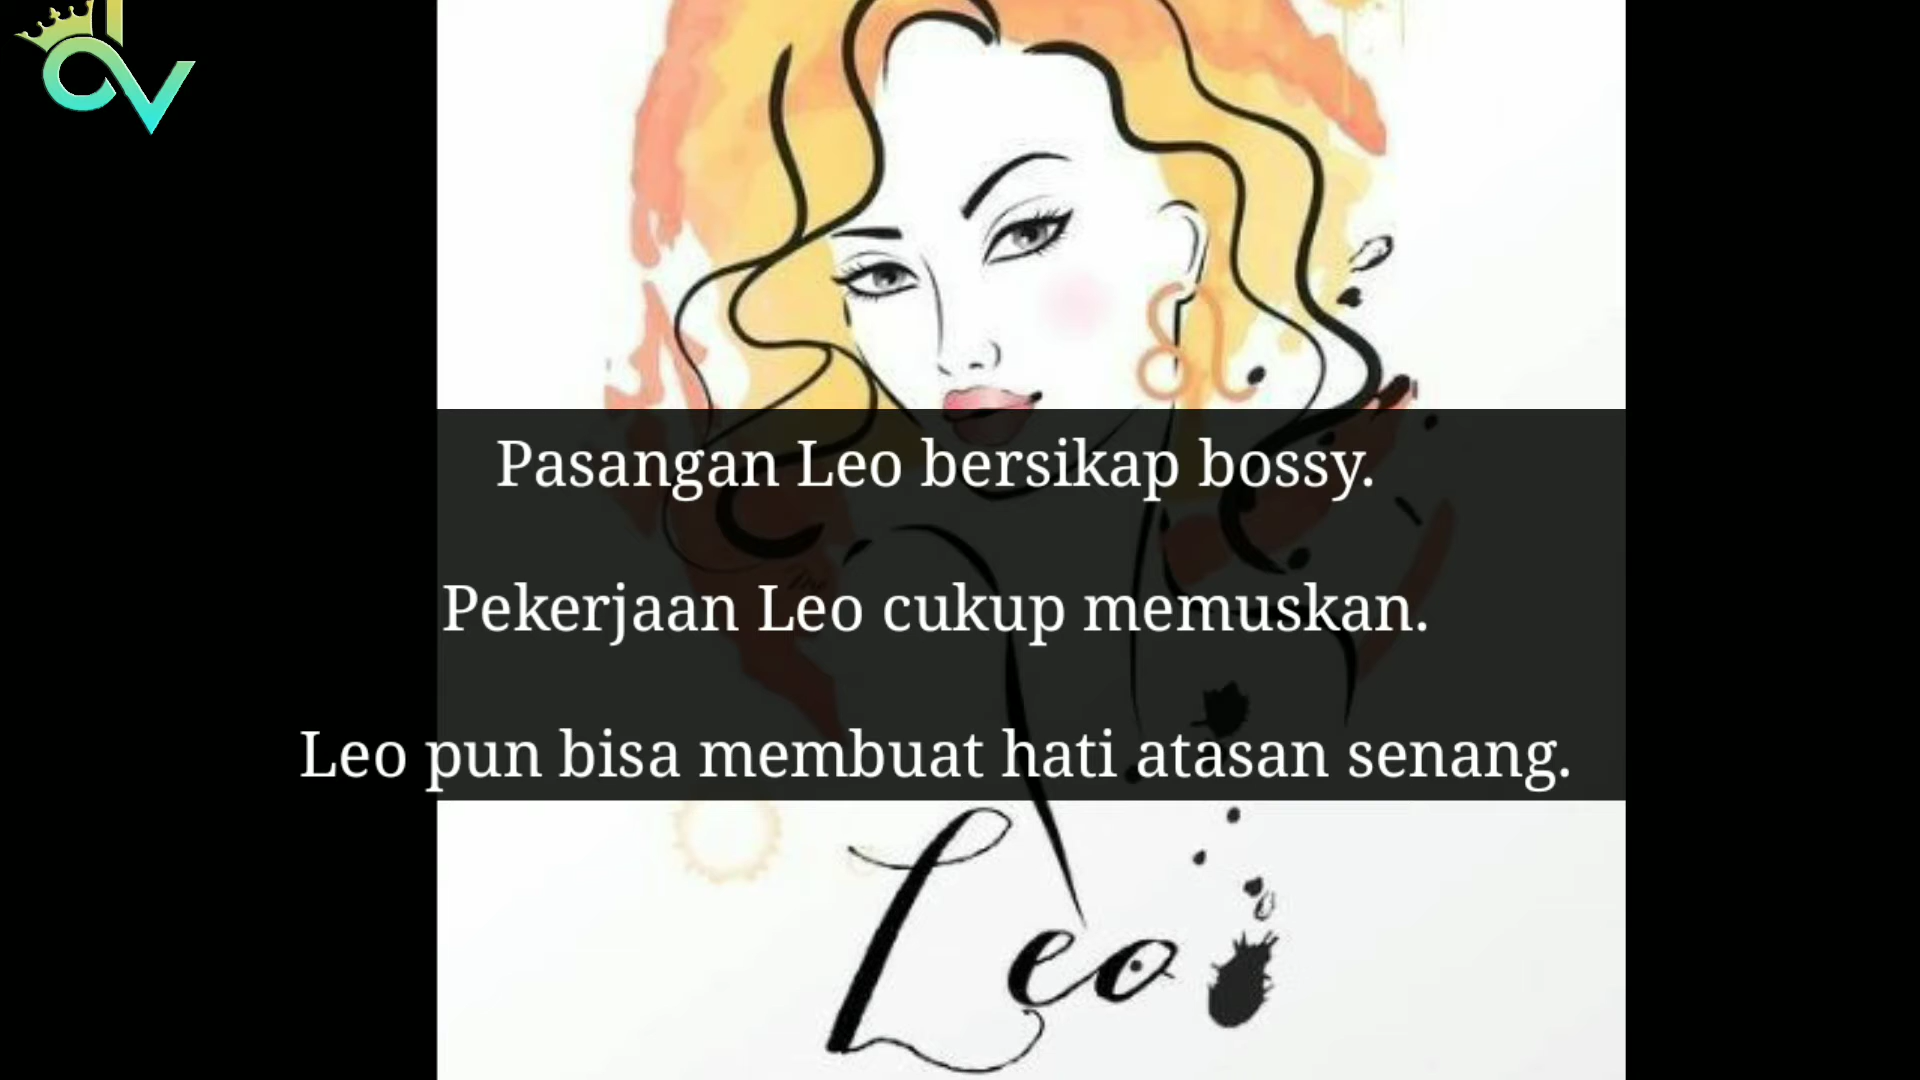 Pasangan Leo bersikap bossy.
Pekerjaan Leo cukup memuskan.
Leo pun bisa membuat hati atasan senang.
Leo